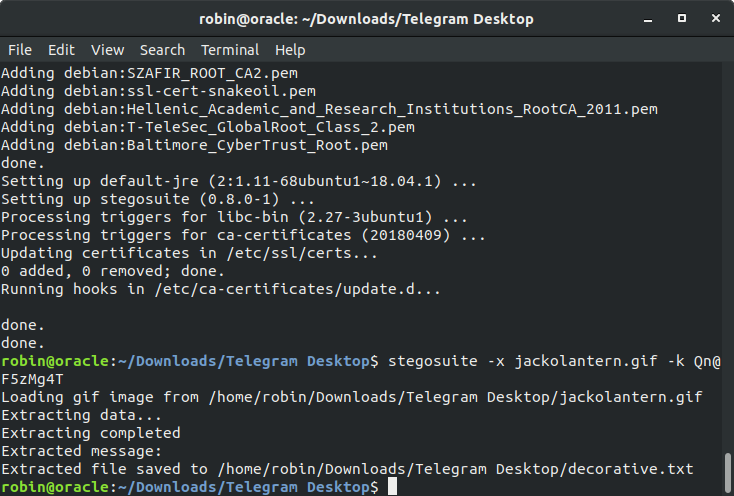 robin@oracle: ~/Downloads/Telegram Desktop
File Edit View Search Terminal Help
Adding debian:SZAFIR_ROOT_CA2.pem
Adding debian:ssl-cert-snakeoil.pem
Adding debian:Hellenic_Academic_and_Research_Institutions_RootCA_2011.pem
Adding debian:T-TeleSec_GlobalRoot_Class_2.pem
Adding debian:Baltimore_CyberTrust_Root.pem
done.
Setting up default-jre (2:1.11-68ubuntu1~18.04.1) ...
Setting up stegosuite (0.8.0-1) ...
Processing triggers for libc-bin (2.27-3ubuntu1) ...
Processing triggers for ca-certificates (20180409) ...
Updating certificates in /etc/ssl/certs...
0 added, 0 removed; done.
Running hooks in /etc/ca-certificates/update.d...
done.
done.
robin@oracle:~/Downloads/Telegram Desktop$ stegosuite -x jackolantern.gif -k Qn@
F5zMg4T
Loading gif image from /home/robin/Downloads/Telegram Desktop/jackolantern.gif
Extracting data...
Extracting completed
Extracted message:
Extracted file saved to /home/robin/Downloads/Telegram Desktop/decorative.txt
robin@oracle:~/Downloads/Telegram Desktop$